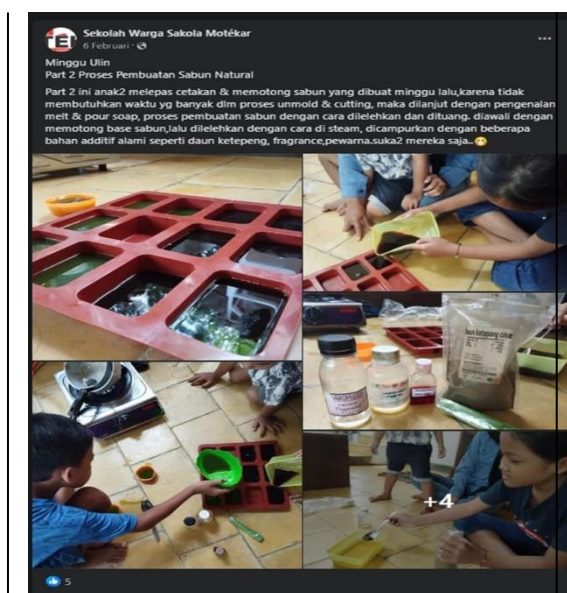 Sekolah Warga Sakola Motékar
6 Februari ·
Minggu Ulin
Part 2 Proses Pembuatan Sabun Natural
Part 2 ini anak2 melepas cetakan & memotong sabun yang dibuat minggu lalu,karena tidak
membutuhkan waktu yg banyak dlm proses unmold & cutting, maka dilanjut dengan pengenalan
melt & pour soap, proses pembuatan sabun dengan cara dilelehkan dan dituang. diawali dengan
memotong base sabun,lalu dilelehkan dengan cara di steam, dicampurkan dengan beberapa
bahan additif alami seperti daun ketepeng, fragrance,pewarna.suka2 mereka saja..
+4
5